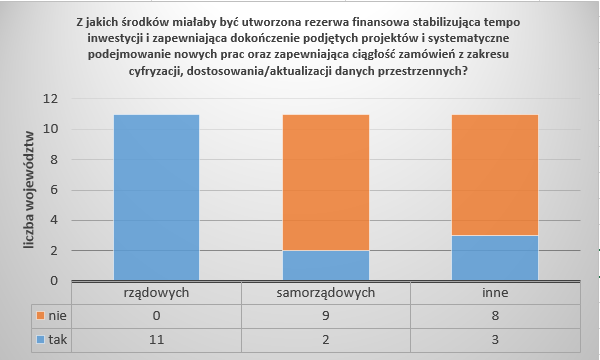 Z jakich środków miałaby być utworzona rezerwa finansowa stabilizująca tempo
inwestycji i zapewniająca dokończenie podjętych projektów i systematyczne
podejmowanie nowych prac oraz zapewniająca ciągłość zamówień z zakresu
cyfryzacji, dostosowania/aktualizacji danych przestrzennych?
liczba województw
12
10
8
6
4
2
0
rządowych samorządowych inne
nie 0 9 8
tak 11 2 3